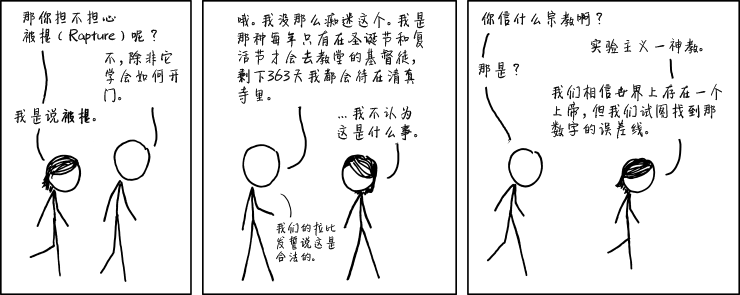 那你担不担心
被提（Rapture）呢？
不，除非它
学会如何开
门。
我是说被提。
哦。我没那么痴迷这个。我是
那种每年只有在圣诞节和复
活节才会去教堂的基督徒，
剩下363天我都会待在清真
寺里。
...我不认为
这是什么事。
我们的拉比
发誓说这是
合法的。
你信什么宗教啊？
实验主义一神教。
那是？
我们相信世界上存在一个
上帝，但我们试图找到那
数字的误差线。